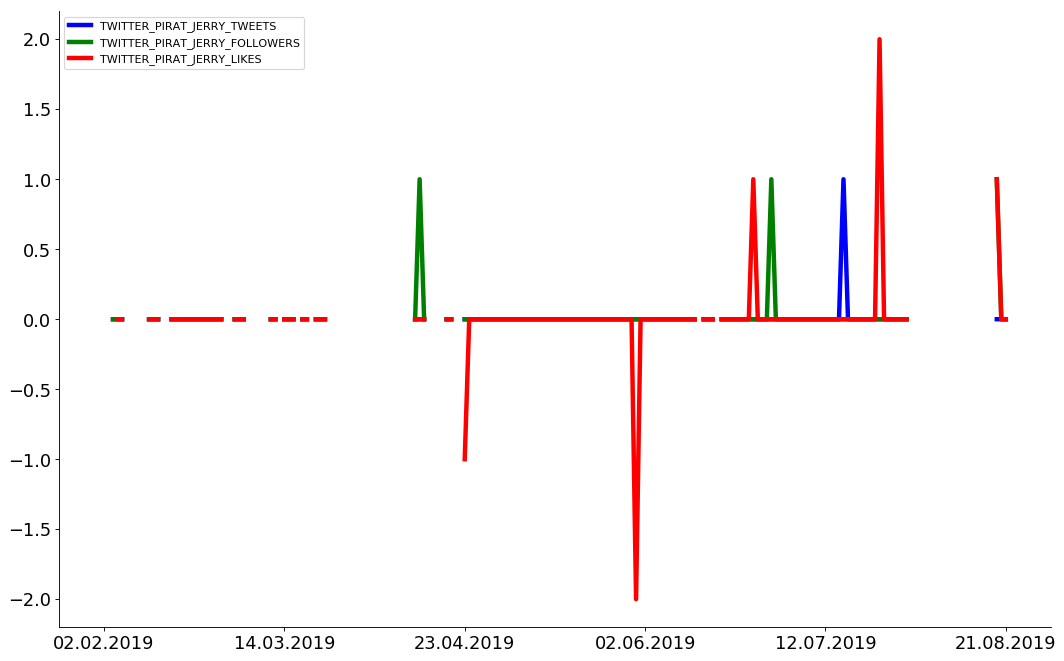 TWITTER_PIRAT_JERRY_TWEETS
TWITTER_PIRAT_JERRY_FOLLOWERS
TWITTER_PIRAT_JERRY_LIKES
2.0
1.5
1.0
0.5
0.0
−0.5
−1.0
−1.5
−2.0
02.02.2019 14.03.2019 23.04.2019 02.06.2019 12.07.2019 21.08.2019